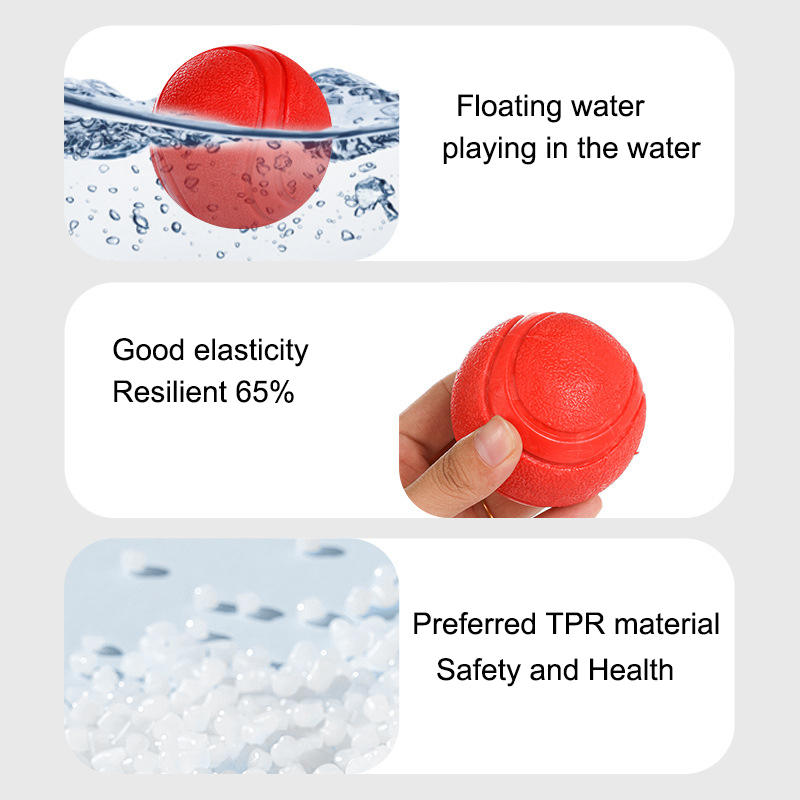 Floating water
playing in the water
Good elasticity
Resilient 65%
Preferred TPR material
Safety and Health